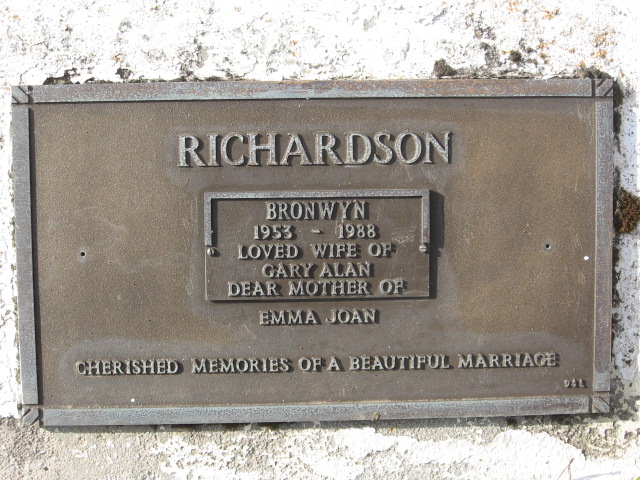 RICHARDSON
BRONWYN
1953 - 1988
LOVED WIFE OF
GARY ALAN
DEAR MOTHER OF
EMMA JOAN
CHERISHED MEMORIES OF A BEAUTIFUL MARRIAGE